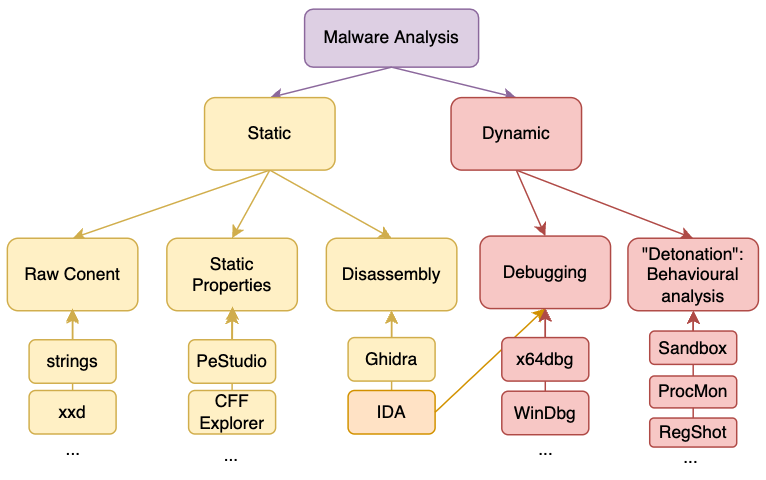 Malware Analysis
Static
Dynamic
Raw Conent
Static
Properties
Disassembly
Debugging
"Detonation":
Behavioural
analysis
strings
xxd
...
PeStudio
CFF
Explorer
...
Ghidra
IDA
x64dbg
WinDbg
...
Sandbox
ProcMon
RegShot
...